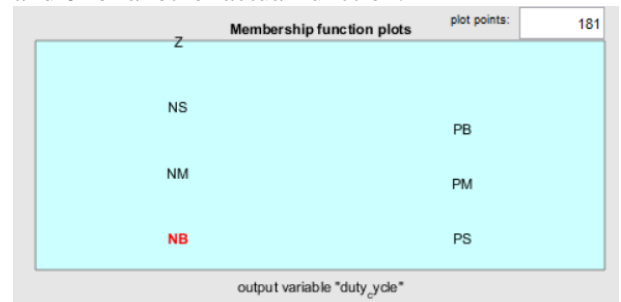 Membership function plots
plot points:
181
Z
NS
PB
NM
PM
NB
PS
output variable "duty_cycle"